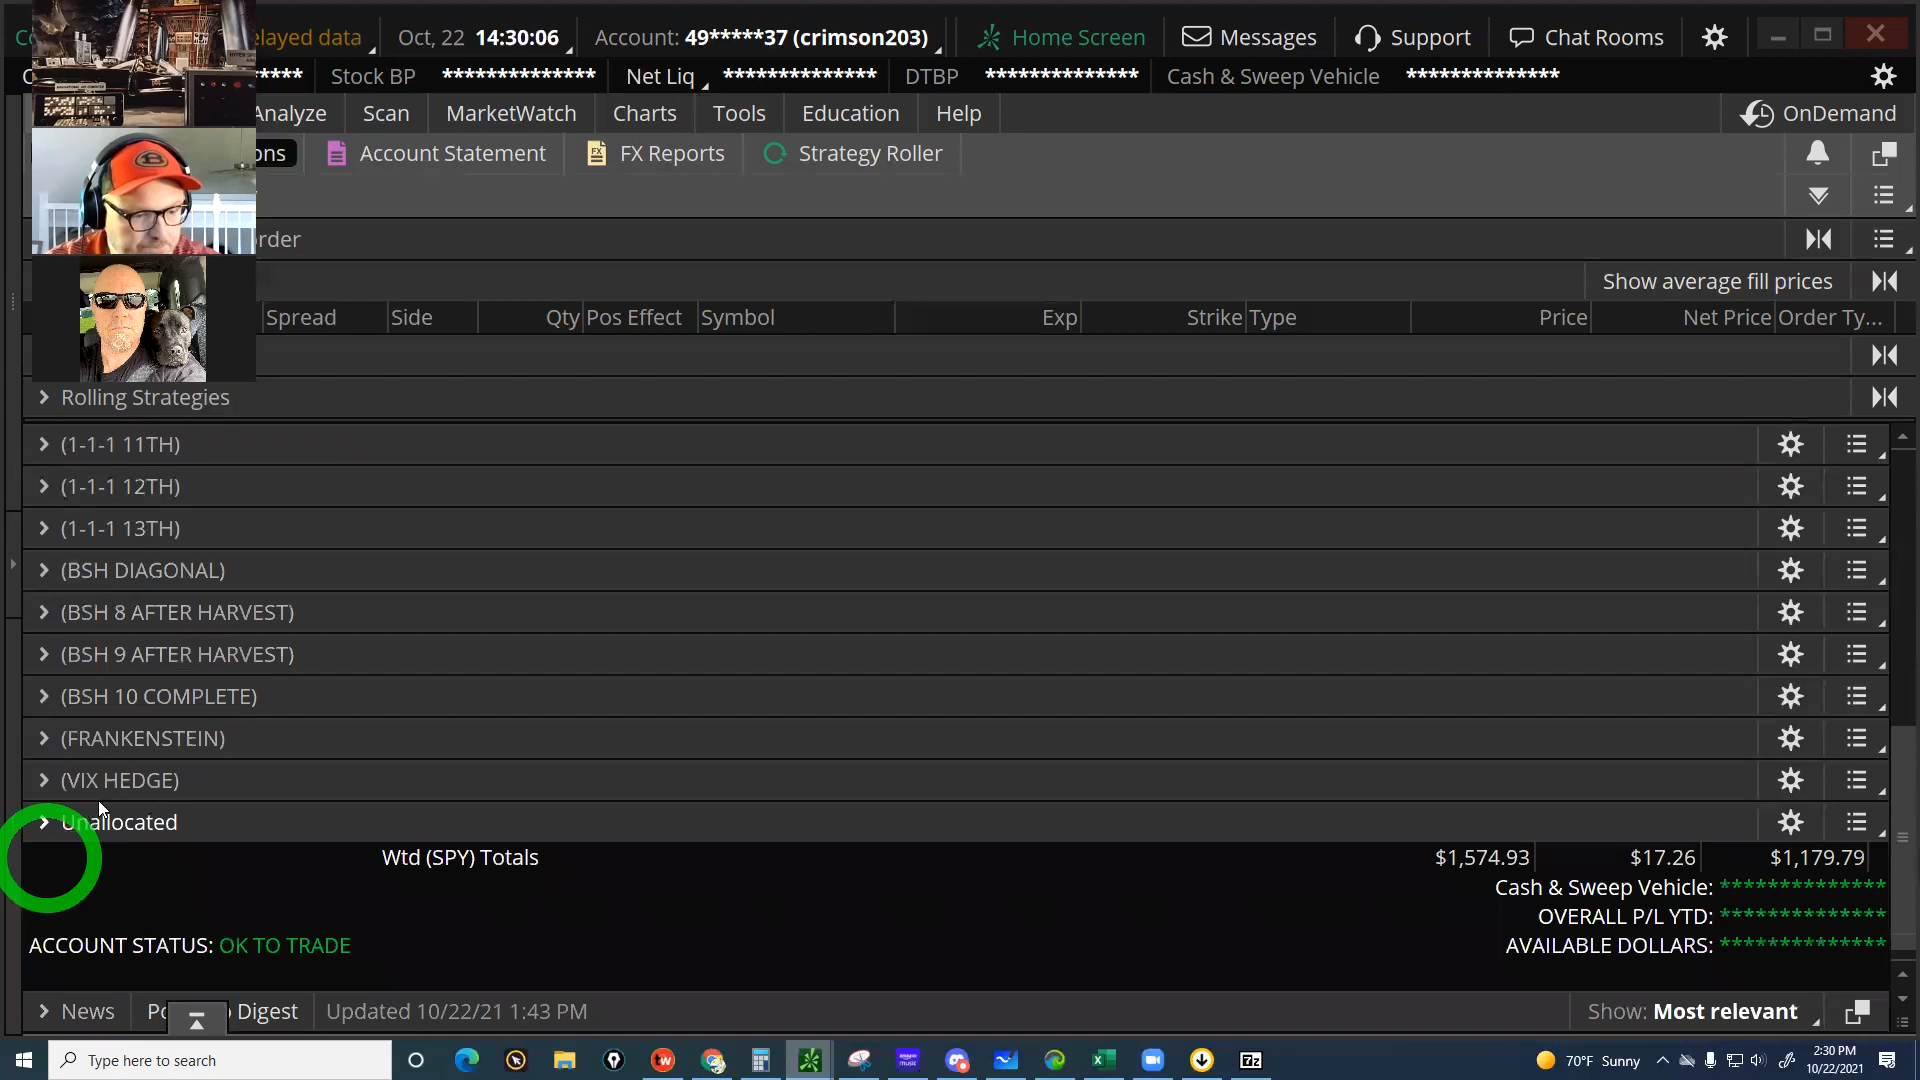 elayed data
Oct, 22 14:30:06
Account: 49*****37 (crimson203)
Home Screen
Messages
Support
Chat Rooms
*****
Stock BP **************
Net Liq **************
DTBP **************
Cash & Sweep Vehicle **************
Analyze
Scan
MarketWatch
Charts
Tools
Education
Help
OnDemand
ons
Account Statement
FX Reports
Strategy Roller
order
Show average fill prices
Spread Side Qty Pos Effect Symbol Exp Strike Type Price Net Price Order Ty...
Rolling Strategies
(1-1-1 11TH)
(1-1-1 12TH)
(1-1-1 13TH)
(BSH DIAGONAL)
(BSH 8 AFTER HARVEST)
(BSH 9 AFTER HARVEST)
(BSH 10 COMPLETE)
(FRANKENSTEIN)
(VIX HEDGE)
Unallocated
Wtd (SPY) Totals $1,574.93 $17.26 $1,179.79
Cash & Sweep Vehicle: **************
OVERALL P/L YTD: **************
ACCOUNT STATUS: OK TO TRADE
AVAILABLE DOLLARS: **************
News
Digest
Updated 10/22/21 1:43 PM
Show: Most relevant
Type here to search
70°F Sunny
2:30 PM
10/22/2021